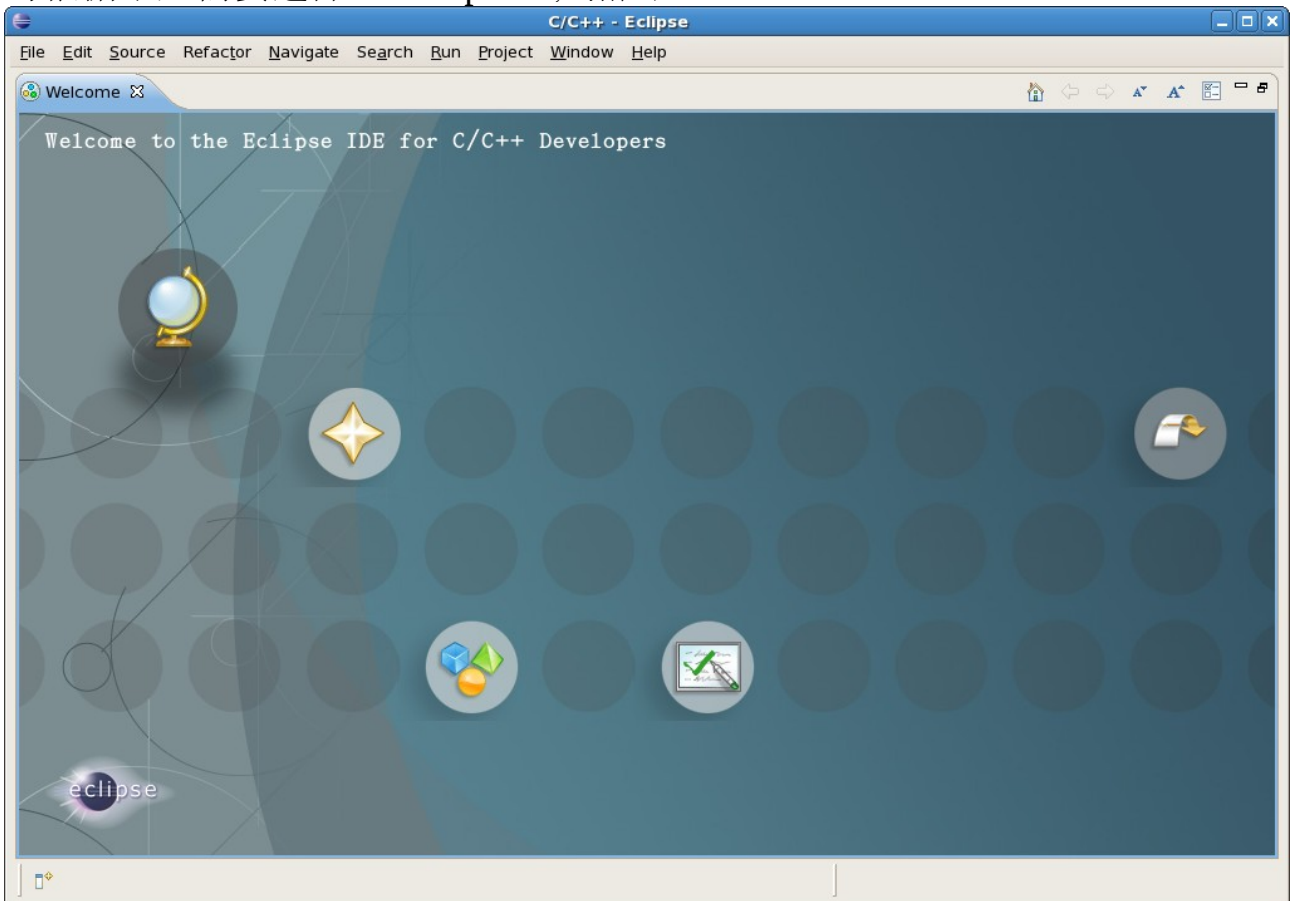 C/C++ - Eclipse
File Edit Source Refactor Navigate Search Run Project Window Help
Welcome
Welcome to the Eclipse IDE for C/C++ Developers
eclipse